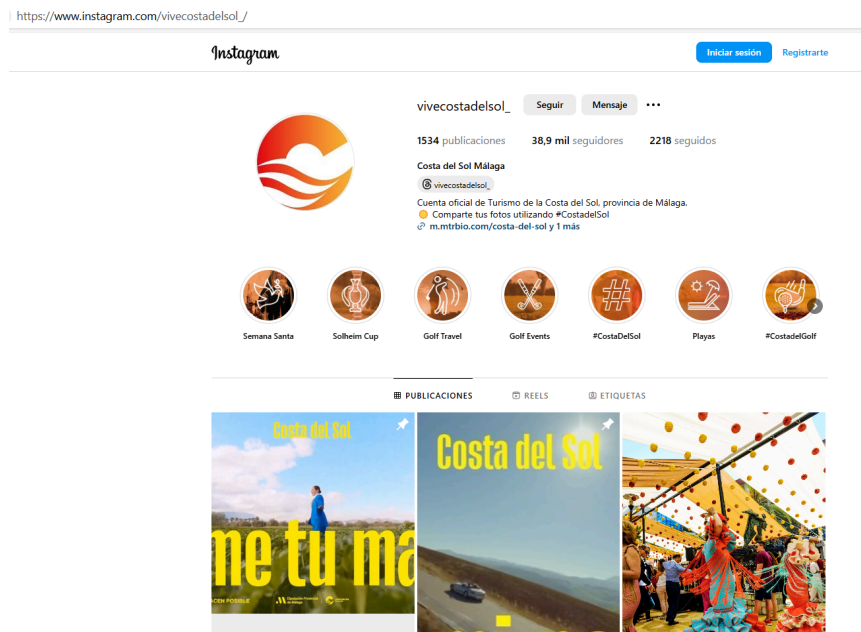 https://www.instagram.com/vivecostadelsol_/
Instagram
Iniciar sesión
Registrarte
vivecostadelsol_
Seguir
Mensaje
1534 publicaciones 38,9 mil seguidores 2218 seguidos
Costa del Sol Málaga
vivecostadelsol_
Cuenta oficial de Turismo de la Costa del Sol, provincia de Málaga.
Comparte tus fotos utilizando #CostadelSol
m.mtrbio.com/costa-del-sol y 1 más
Semana Santa
Solheim Cup
Golf Travel
Golf Events
#CostaDelSol
Playas
#CostadelGolf
PUBLICACIONES
REELS
ETIQUETAS
Costa del Sol
me tu ma
ACEN POSIBLE
Costa del Sol